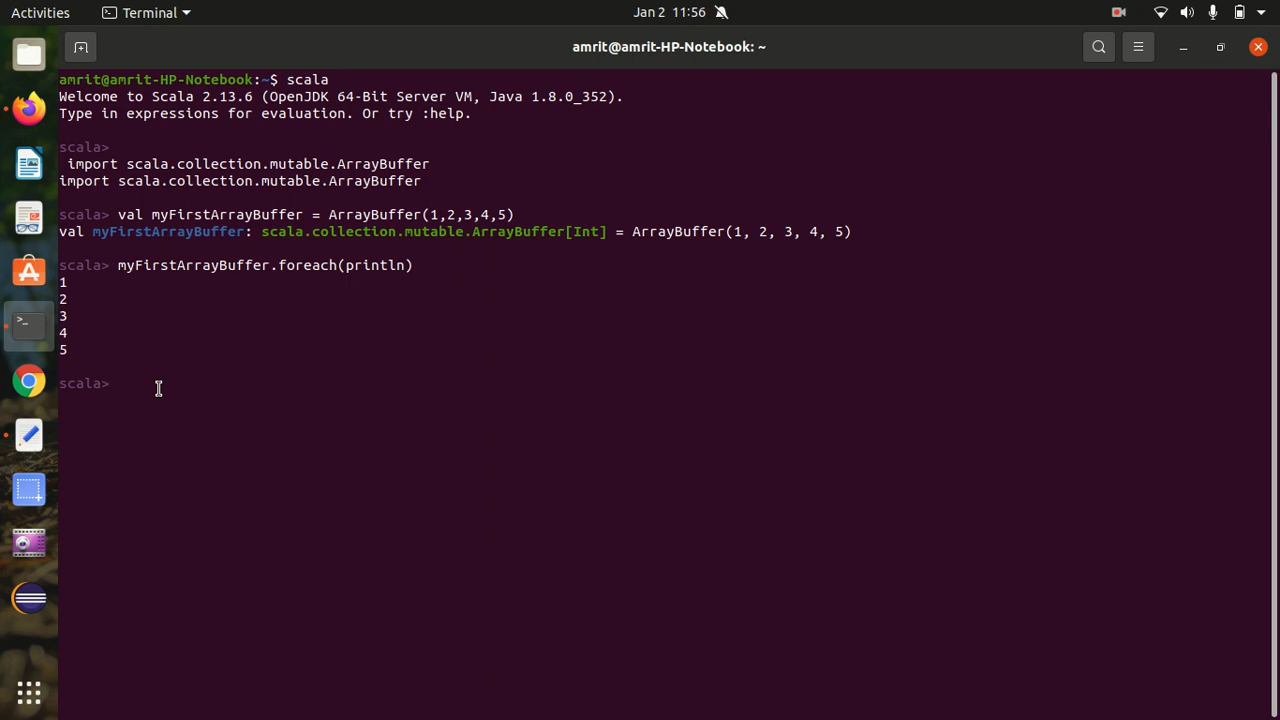 Activities Terminal Jan 2 11:56
amrit@amrit-HP-Notebook: ~
amrit@amrit-HP-Notebook:~$ scala
Welcome to Scala 2.13.6 (OpenJDK 64-Bit Server VM, Java 1.8.0_352).
Type in expressions for evaluation. Or try :help.
scala>
import scala.collection.mutable.ArrayBuffer
import scala.collection.mutable.ArrayBuffer
scala> val myFirstArrayBuffer = ArrayBuffer(1,2,3,4,5)
val myFirstArrayBuffer: scala.collection.mutable.ArrayBuffer[Int] = ArrayBuffer(1, 2, 3, 4, 5)
scala> myFirstArrayBuffer.foreach(println)
1
2
3
4
5
scala>